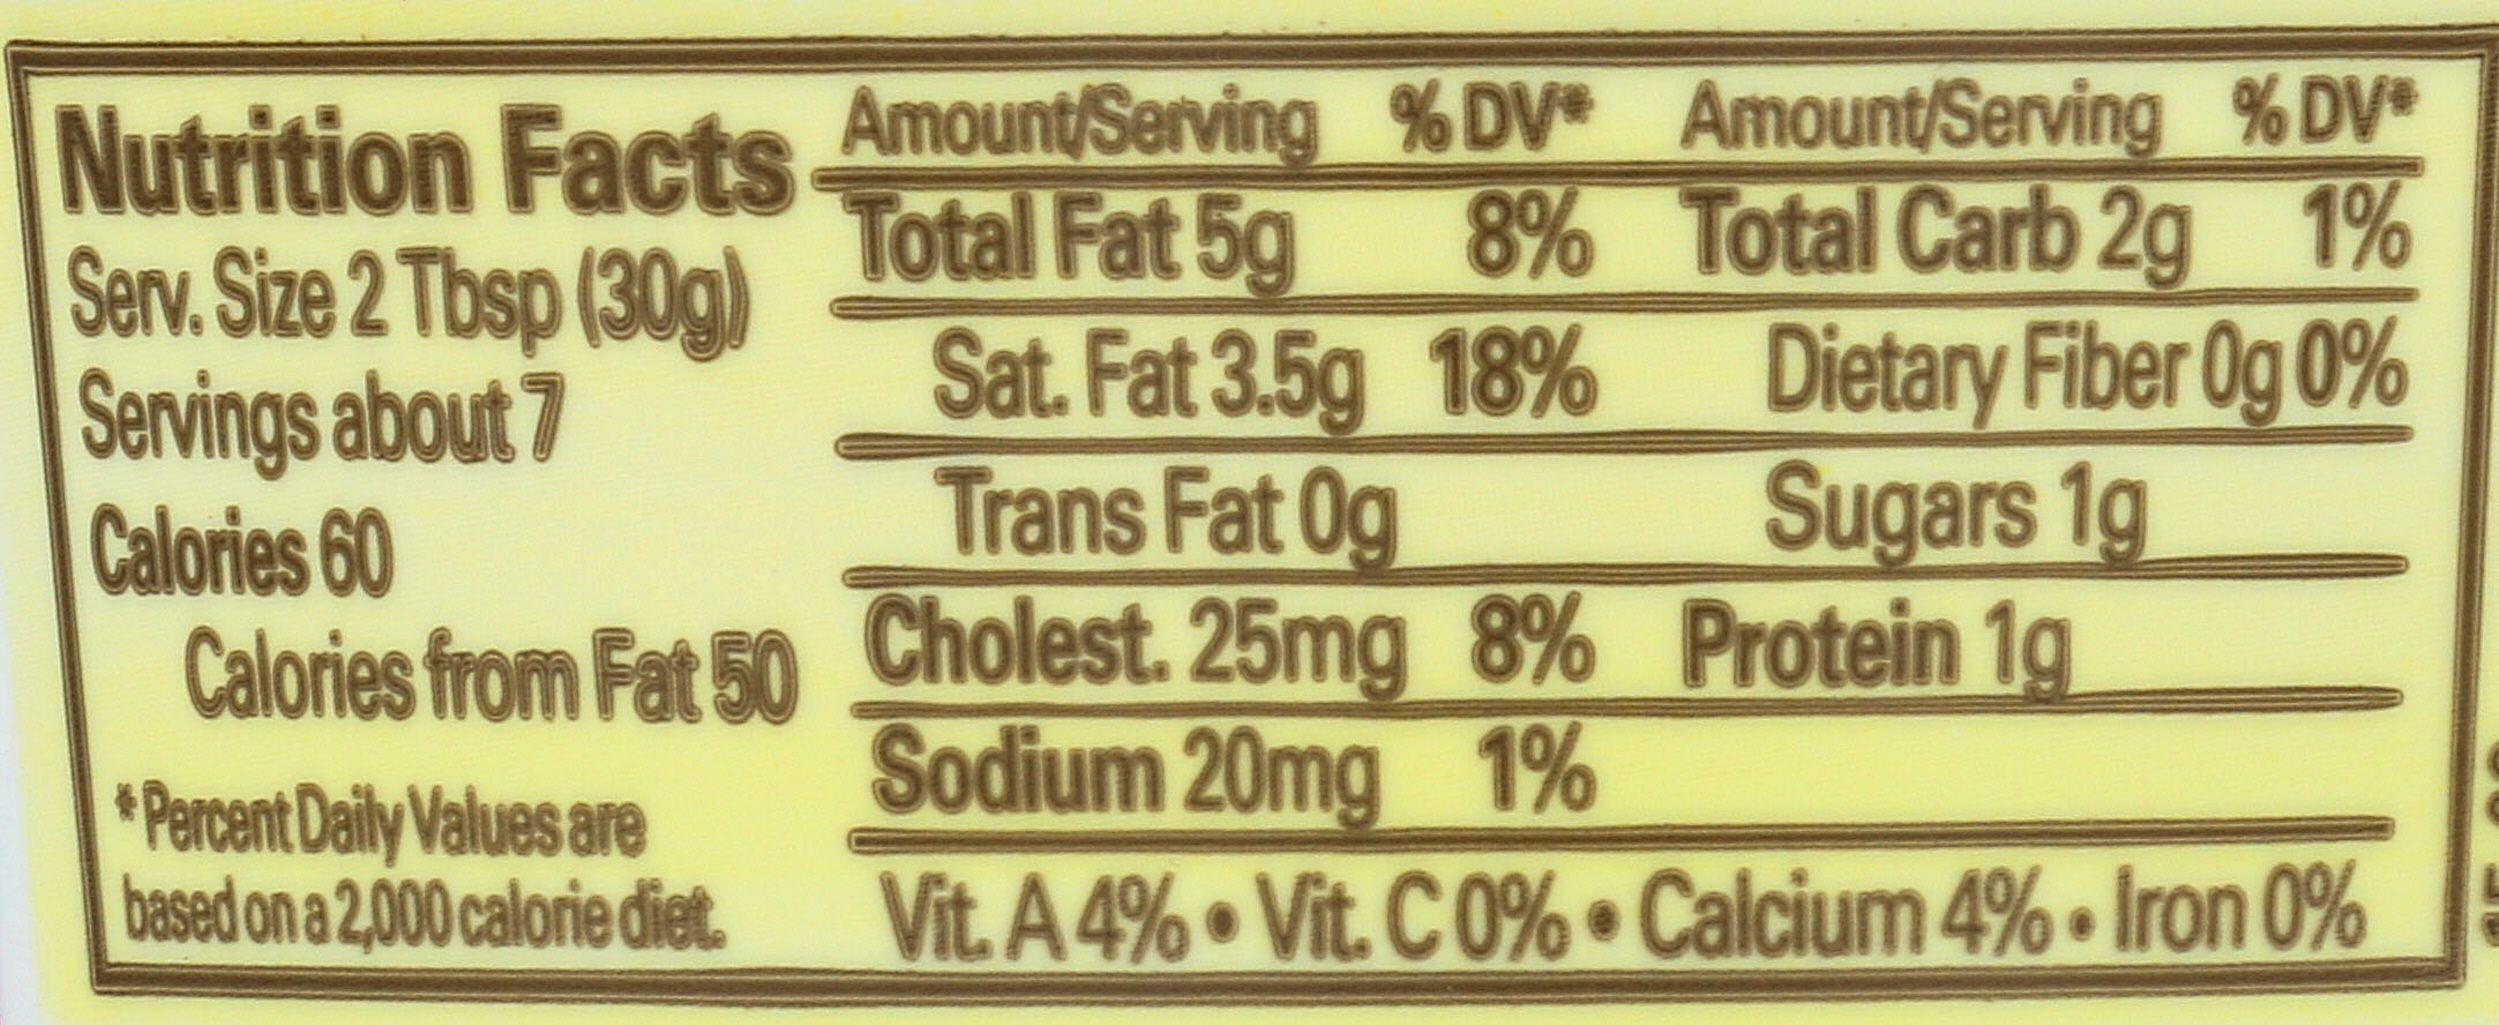 Nutrition Facts
Serv. Size 2 Tbsp (30g)
Servings about 7
Calories 60
Calories from Fat 50
* Percent Daily Values are
based on a 2,000 calorie diet.
Amount/Serving % DV* Amount/Serving % DV*
Total Fat 5g 8% Total Carb 2g 1%
Sat. Fat 3.5g 18% Dietary Fiber 0g 0%
Trans Fat 0g Sugars 1g
Cholest. 25mg 8% Protein 1g
Sodium 20mg 1%
Vit. A 4% • Vit. C 0% • Calcium 4% • Iron 0%